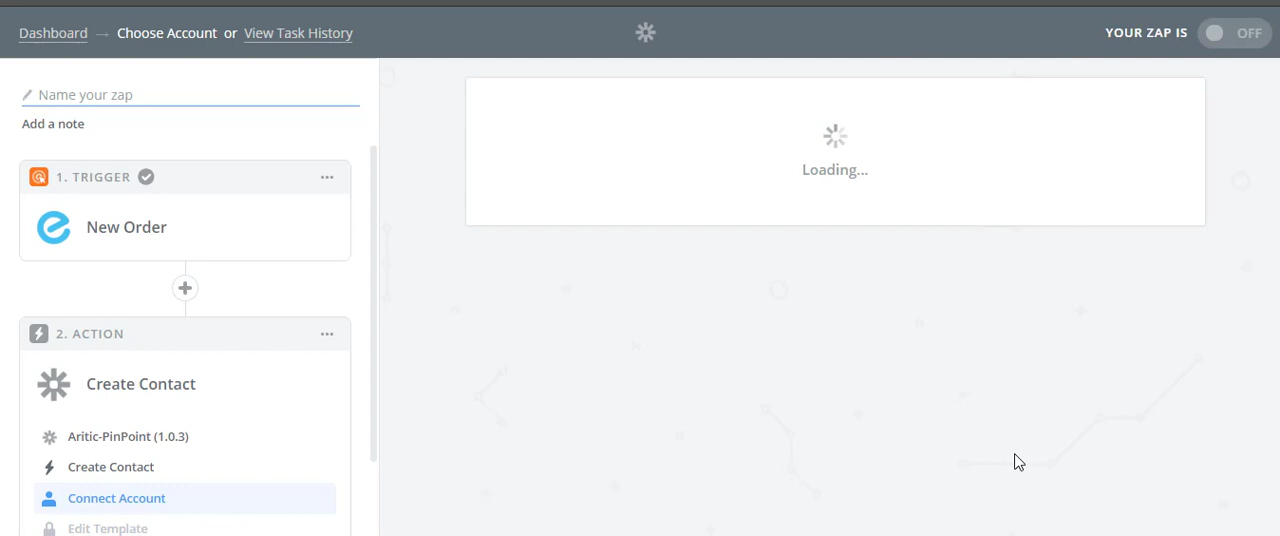 Dashboard → Choose Account or View Task History
YOUR ZAP IS OFF
Name your zap
Add a note
1. TRIGGER
New Order
2. ACTION
Create Contact
Aritic-PinPoint (1.0.3)
Create Contact
Connect Account
Edit Template
Loading...